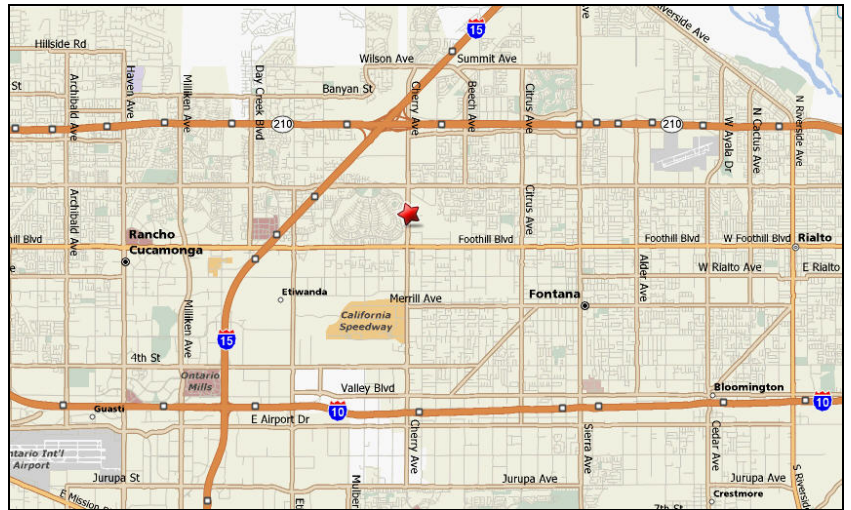 15
Riverside Ave
Hillside Rd
Wilson Ave
Summit Ave
St
Archibald Ave
Haven Ave
Milliken Ave
Day Creek Blvd
Banyan St
Cherry Ave
Beech Ave
Citrus Ave
N Riverside Ave
210
210
W Ayala Dr
N Cactus Ave
Archibald Ave
Citrus Ave
hill Blvd
Rancho
Cucamonga
Foothill Blvd
Foothill Blvd
W Foothill Blvd
Rialto
Alder Ave
W Rialto Ave
E Rialto
e
Etiwanda
Merrill Ave
Fontana
Milliken Ave
California
Speedway
15
4th St
Ontario
Mills
Valley Blvd
Bloomington
Guasti
10
10
E Airport Dr
Cherry Ave
Sierra Ave
Cedar Ave
ntario Int'l
Airport
Jurupa St
Jurupa Ave
Jurupa Ave
S Riversid
E Mission B
Et
Mulber
7th St
Crestmore